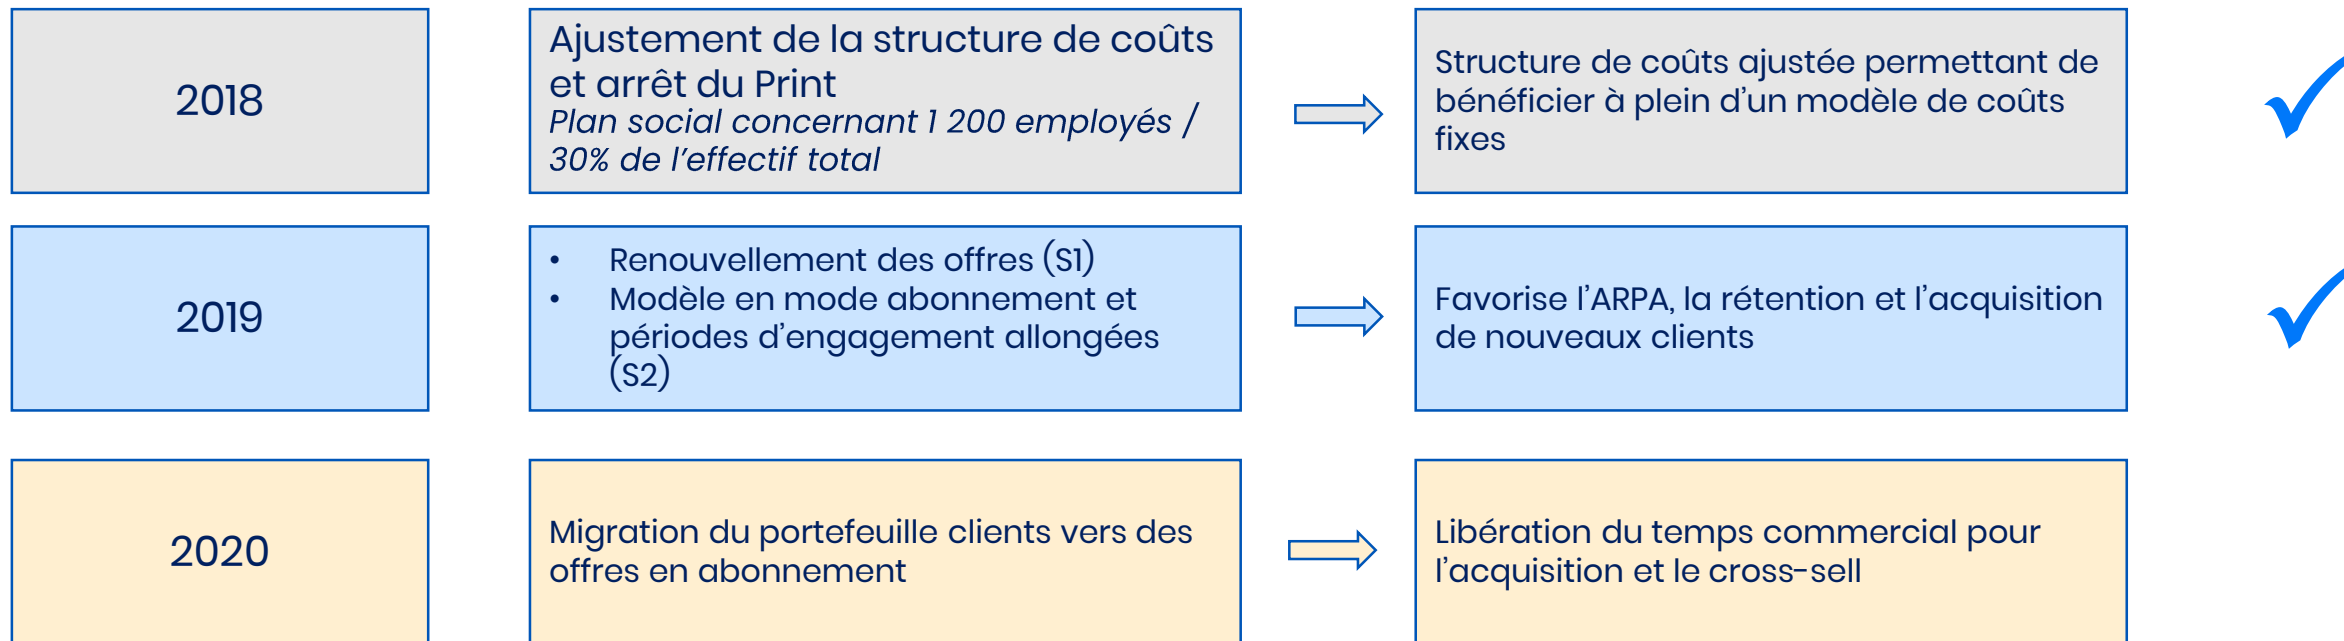 2018
Ajustement de la structure de coûts
et arrêt du Print
Plan social concernant 1 200 employés /
30% de l’effectif total
Structure de coûts ajustée permettant de
bénéficier à plein d’un modèle de coûts
fixes
2019
• Renouvellement des offres (S1)
• Modèle en mode abonnement et
périodes d’engagement allongées
(S2)
Favorise l’ARPA, la rétention et l’acquisition
de nouveaux clients
2020
Migration du portefeuille clients vers des
offres en abonnement
Libération du temps commercial pour
l’acquisition et le cross-sell